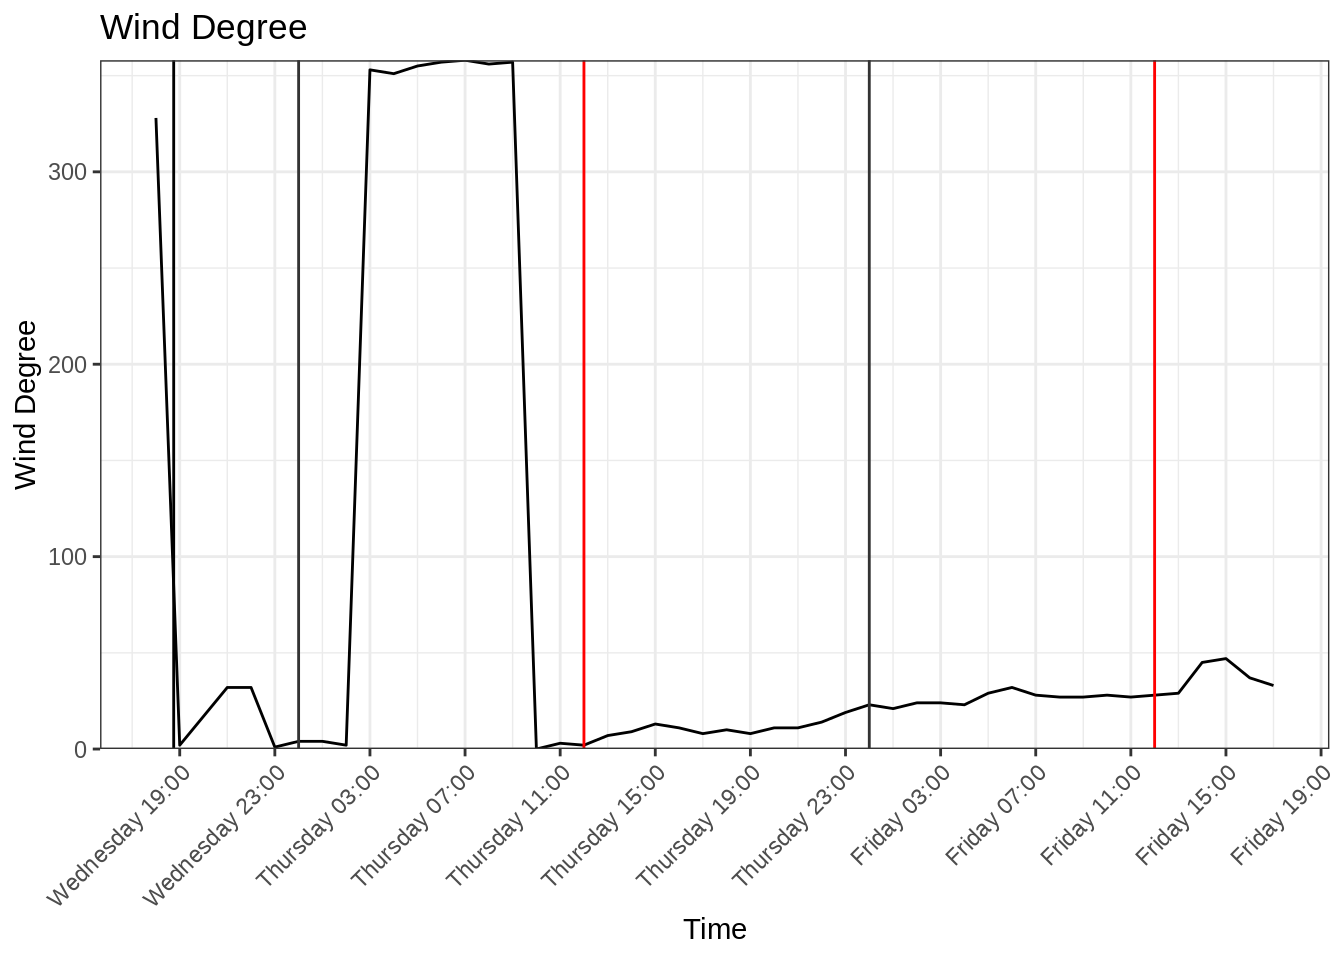 Wind Degree
Wind Degree
300
200
100
0
Wednesday 19:00
Wednesday 23:00
Thursday 03:00
Thursday 07:00
Thursday 11:00
Thursday 15:00
Thursday 19:00
Thursday 23:00
Friday 03:00
Friday 07:00
Friday 11:00
Friday 15:00
Friday 19:00
Time